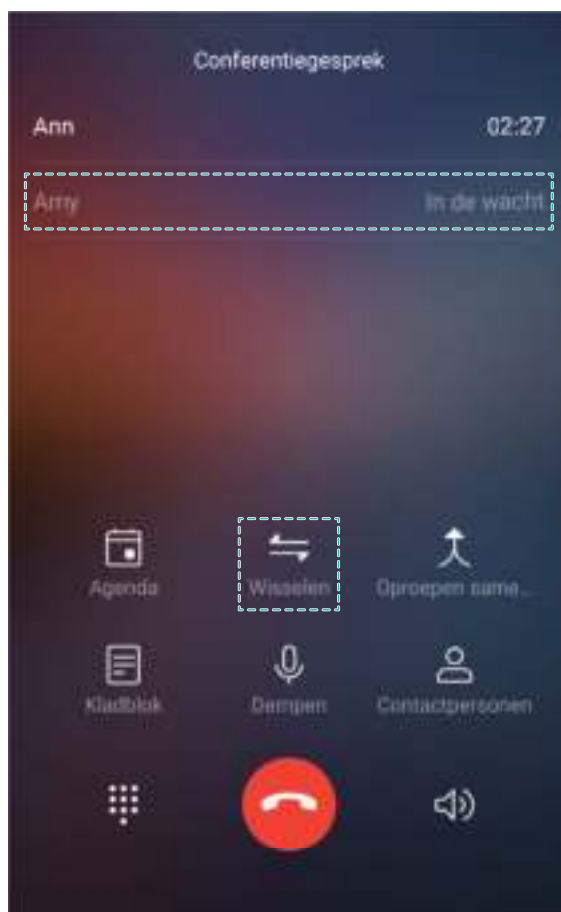 Conferentiegesprek
Ann 02:27
Amy In de wacht
Agenda Wisselen Oproepen same...
Kladblok Dempen Contactpersonen